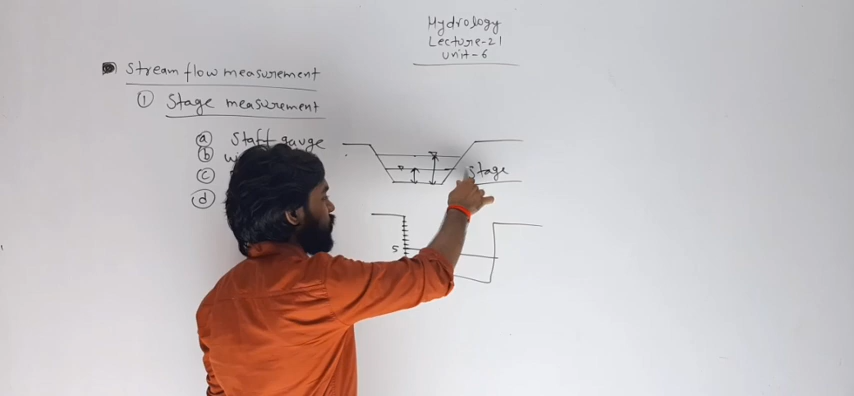 Hydrology
Lecture-21
Unit-6
Stream flow measurement
① Stage measurement
ⓐ Staff gauge
ⓑ
ⓒ
ⓓ
Stage
5